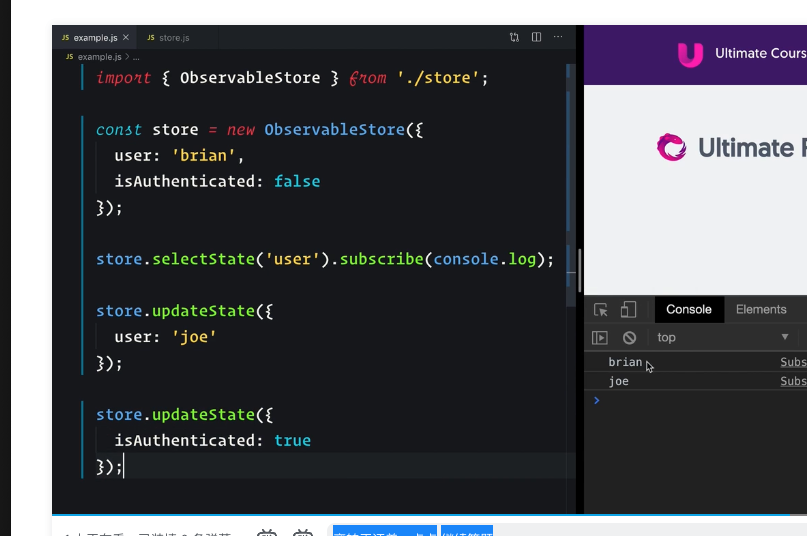 JS example.js × JS store.js
JS example.js > ...
import { ObservableStore } from './store';
const store = new ObservableStore({
user: 'brian',
isAuthenticated: false
});
store.selectState('user').subscribe(console.log);
store.updateState({
user: 'joe'
});
store.updateState({
isAuthenticated: true
});
Ultimate Cours
Ultimate
Console Elements
top
brian Subs
joe Subs
>